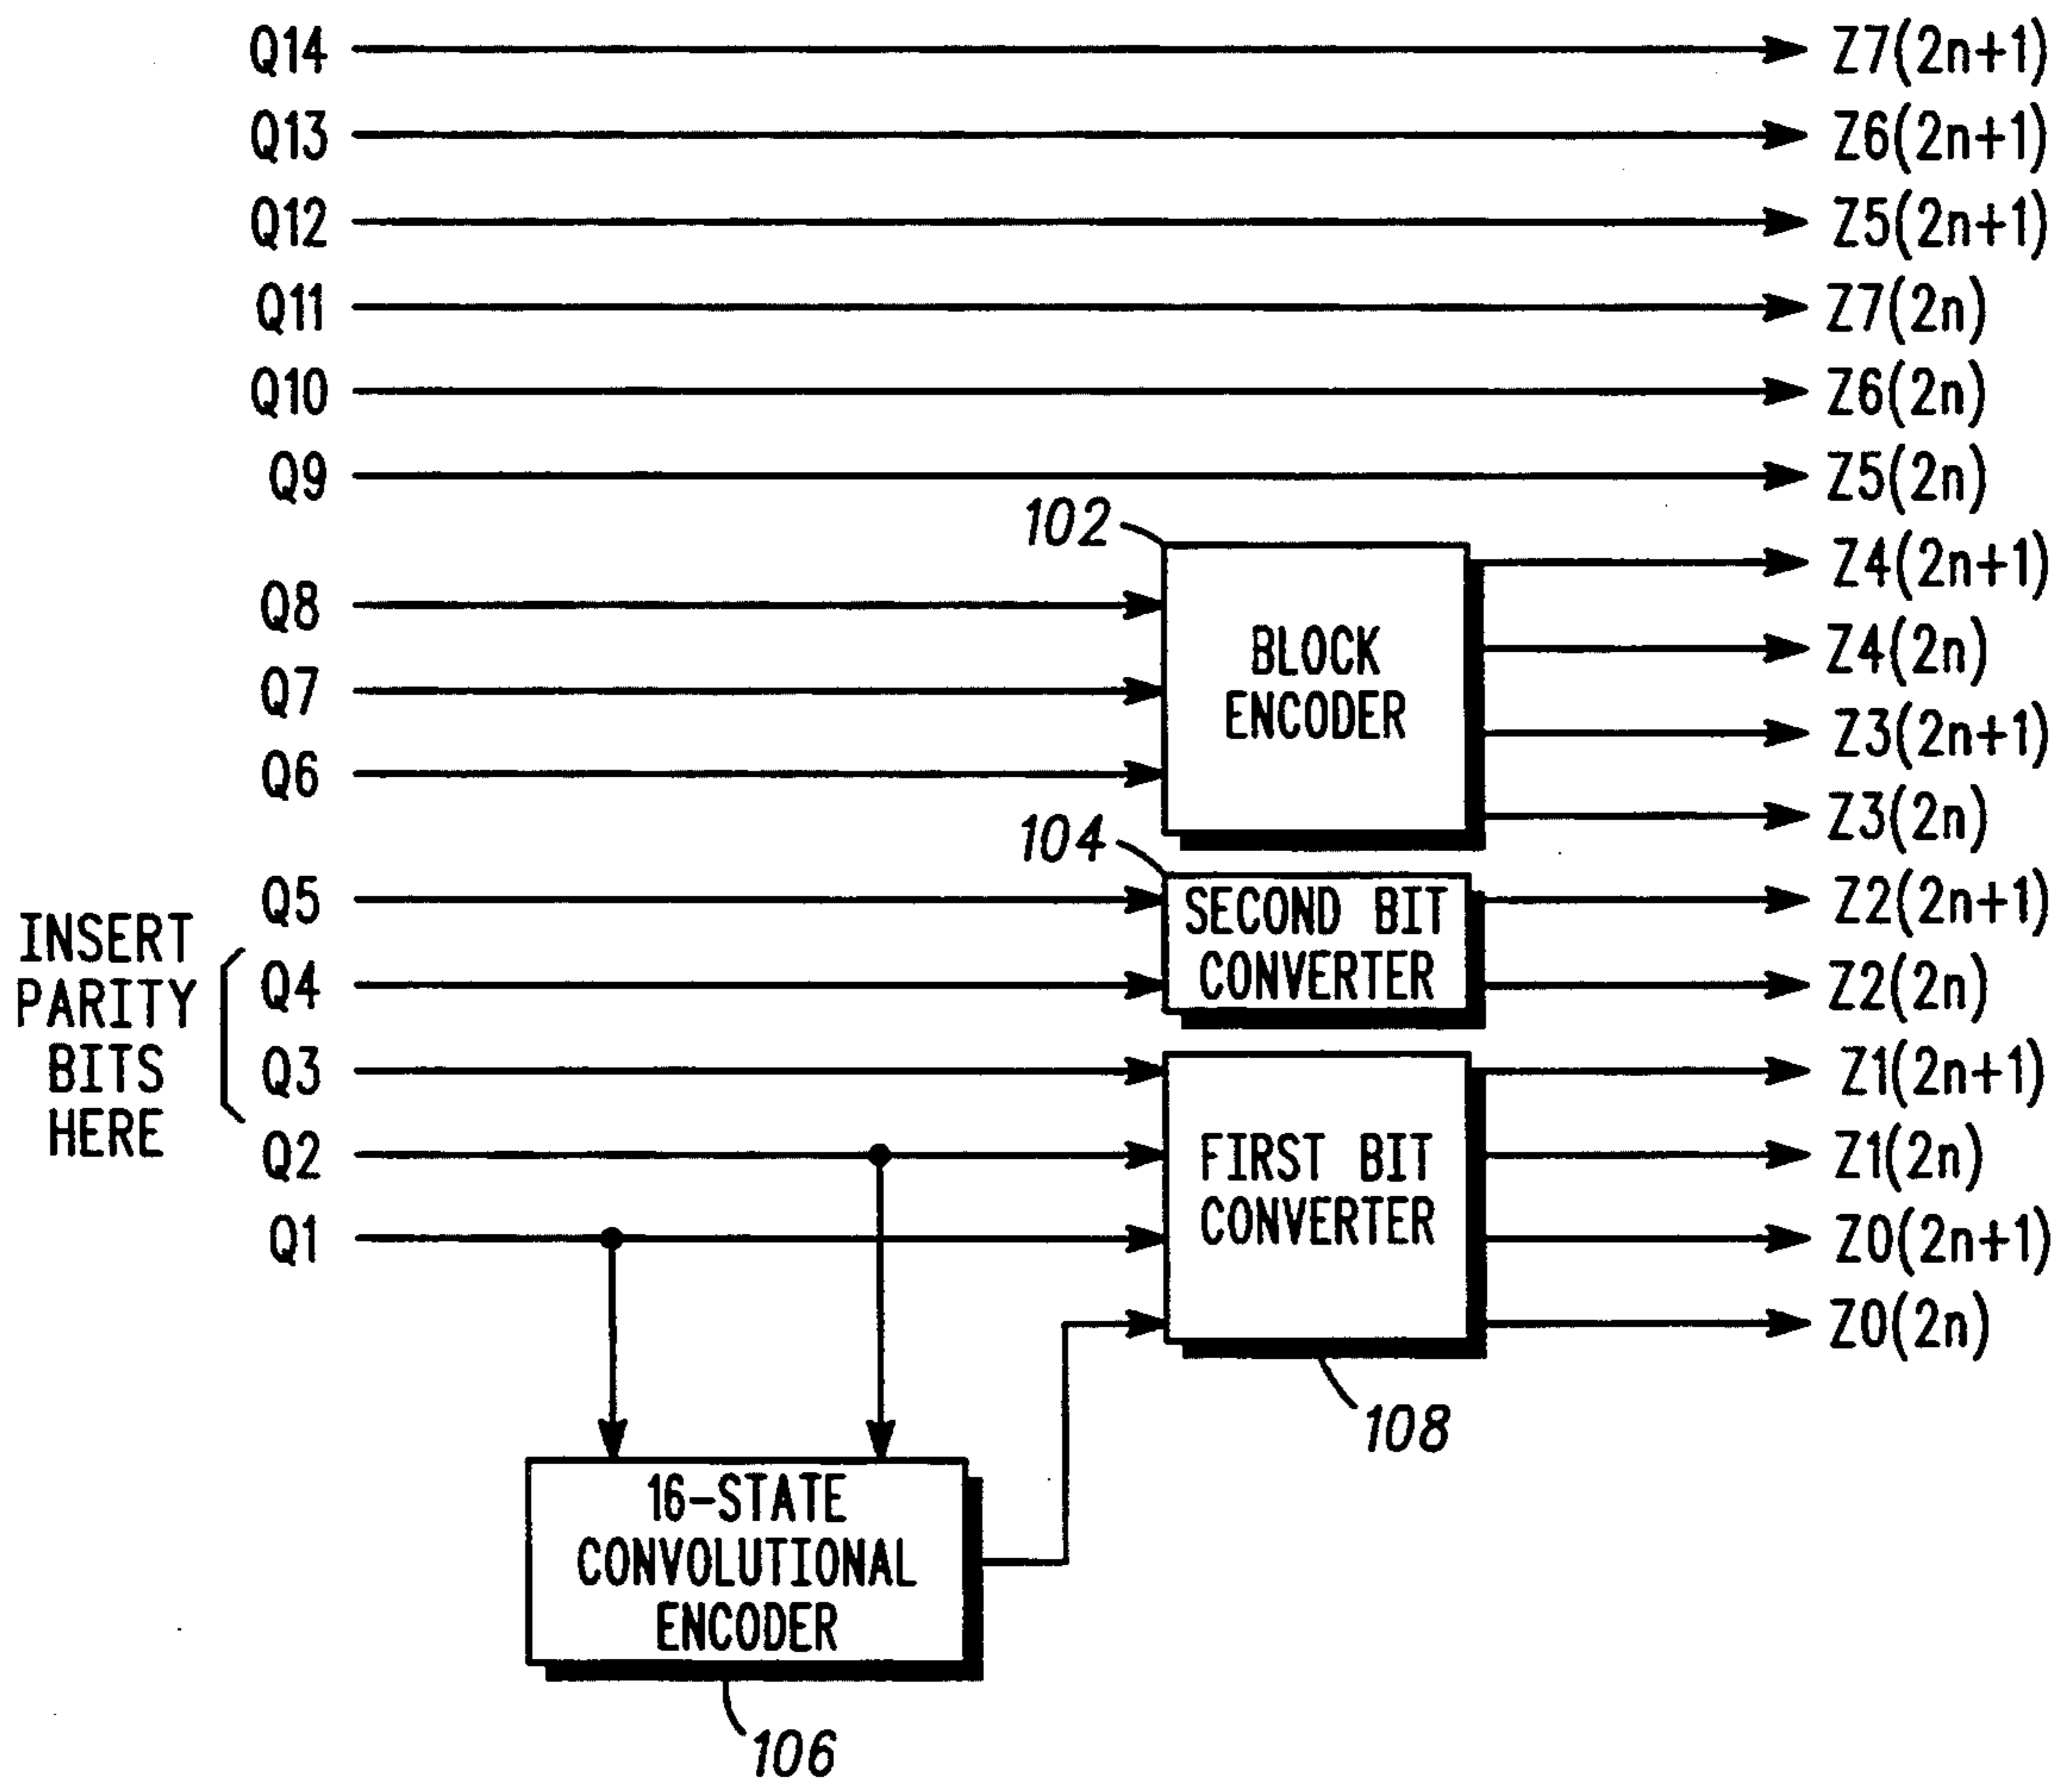 Q14 Z7(2n+1)
Q13 Z6(2n+1)
Q12 Z5(2n+1)
Q11 Z7(2n)
Q10 Z6(2n)
Q9 Z5(2n)
102
Z4(2n+1)
Q8
Z4(2n)
Q7
BLOCK
ENCODER
Z3(2n+1)
Q6
Z3(2n)
104
Q5 Z2(2n+1)
SECOND BIT
CONVERTER
Q4 Z2(2n)
INSERT
PARITY
BITS
HERE
Q3 Z1(2n+1)
Q2 Z1(2n)
FIRST BIT
CONVERTER
Q1 Z0(2n+1)
Z0(2n)
108
16-STATE
CONVOLUTIONAL
ENCODER
106